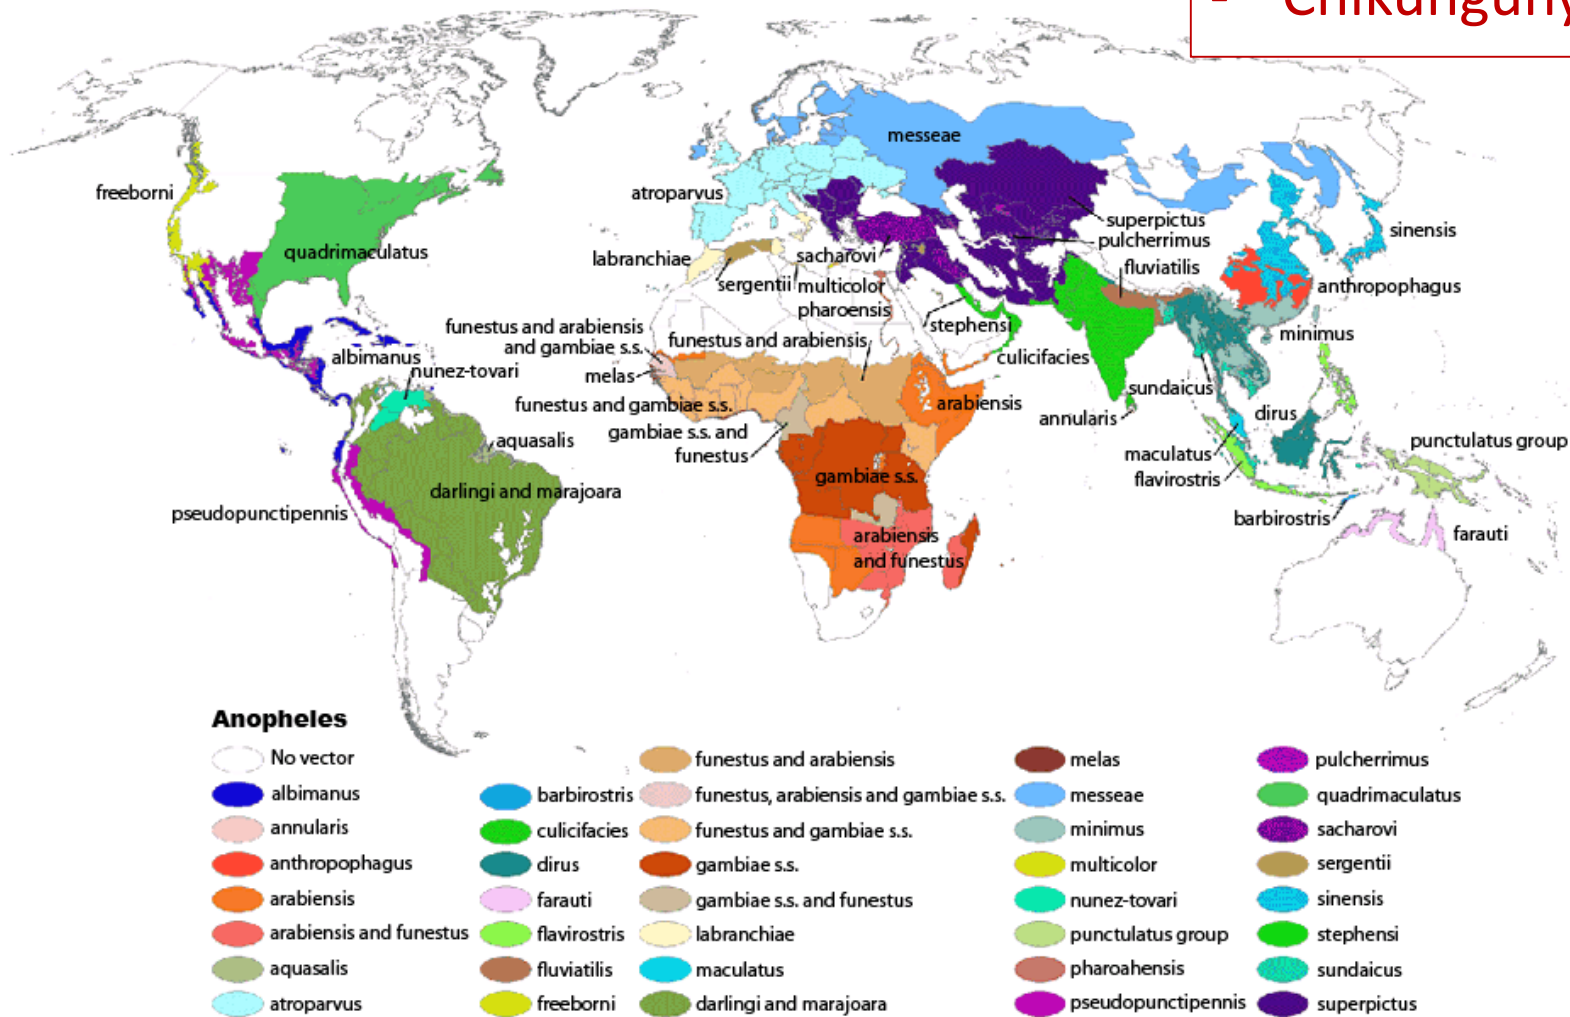 - Chikunguny
messeae
freeborni
atroparvus
quadrimaculatus
superpictus
sinensis
pulcherrimus
labranchiae
sacharovi
fluviatilis
sergentii
multicolor
anthropophagus
pharoensis
funestus and arabiensis
and gambiae s.s.
stephensi
funestus and arabiensis
minimus
albimanus
culicifacies
nunez-tovari
melas
sundaicus
funestus and gambiae s.s.
arabiensis
annularis
dirus
gambiae s.s. and
funestus
aquasalis
punctulatus group
maculatus
flavirostris
gambiae s.s.
darlingi and marajoara
pseudopunctipennis
barbirostris
arabiensis
and funestus
farauti
Anopheles
No vector
albimanus
annularis
anthropophagus
arabiensis
arabiensis and funestus
aquasalis
atroparvus
barbirostris
culicifacies
dirus
farauti
flavirostris
fluviatilis
freeborni
funestus and arabiensis
funestus, arabiensis and gambiae s.s.
funestus and gambiae s.s.
gambiae s.s.
gambiae s.s. and funestus
labranchiae
maculatus
darlingi and marajoara
melas
messeae
minimus
multicolor
nunez-tovari
punctulatus group
pharoahensis
pseudopunctipennis
pulcherrimus
quadrimaculatus
sacharovi
sergentii
sinensis
stephensi
sundaicus
superpictus